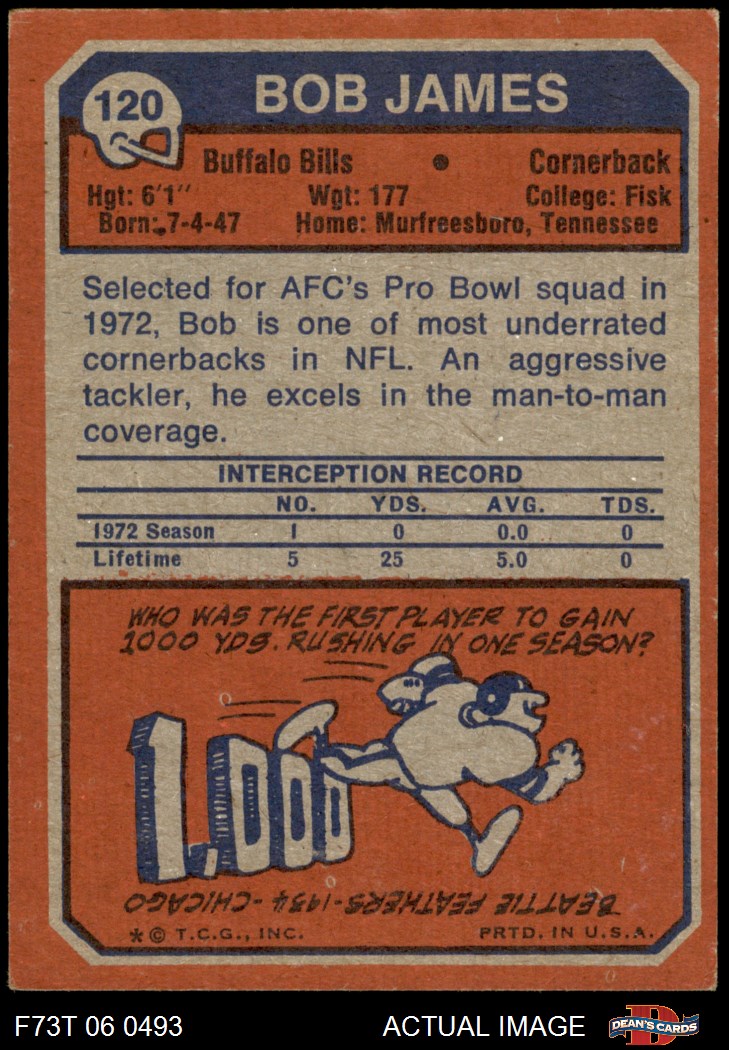 120
BOB JAMES
Buffalo Bills • Cornerback
Hgt: 6'1" Wgt: 177 College: Fisk
Born: 7-4-47 Home: Murfreesboro, Tennessee
Selected for AFC's Pro Bowl squad in
1972, Bob is one of most underrated
cornerbacks in NFL. An aggressive
tackler, he excels in the man-to-man
coverage.
INTERCEPTION RECORD
NO. YDS. AVG. TDS.
1972 Season 1 0 0.0 0
Lifetime 5 25 5.0 0
WHO WAS THE FIRST PLAYER TO GAIN
1000 YDS. RUSHING IN ONE SEASON?
1,000
BEATTIE FEATHERS-1934-CHICAGO
* © T.C.G., INC. PRTD. IN U.S.A.
F73T 06 0493 ACTUAL IMAGE DEAN'S CARDS